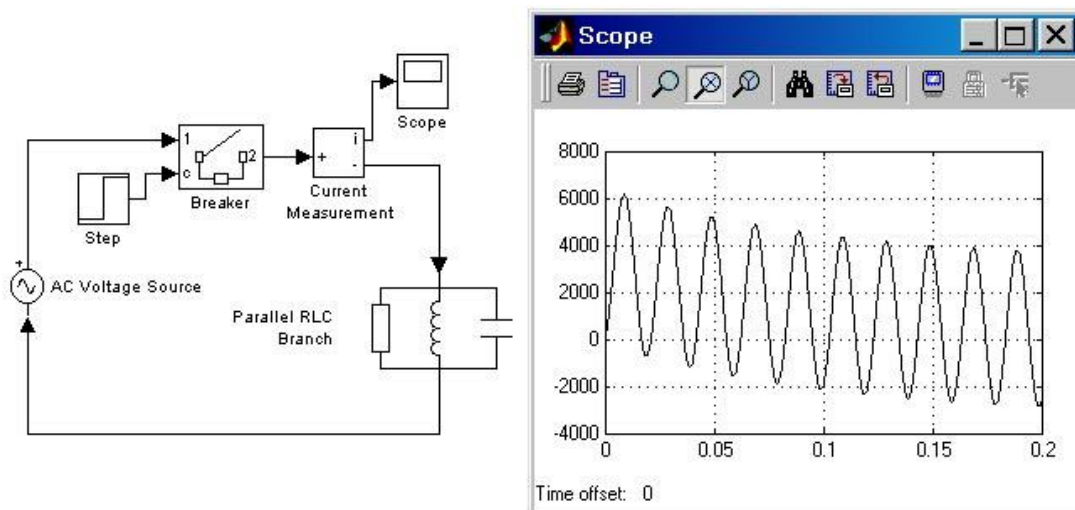 i
-
+
Scope
1
2
c
Breaker
Current
Measurement
Step
+
AC Voltage Source
Parallel RLC
Branch
Scope
8000
6000
4000
2000
0
-2000
-4000
0
0.05
0.1
0.15
0.2
Time offset: 0